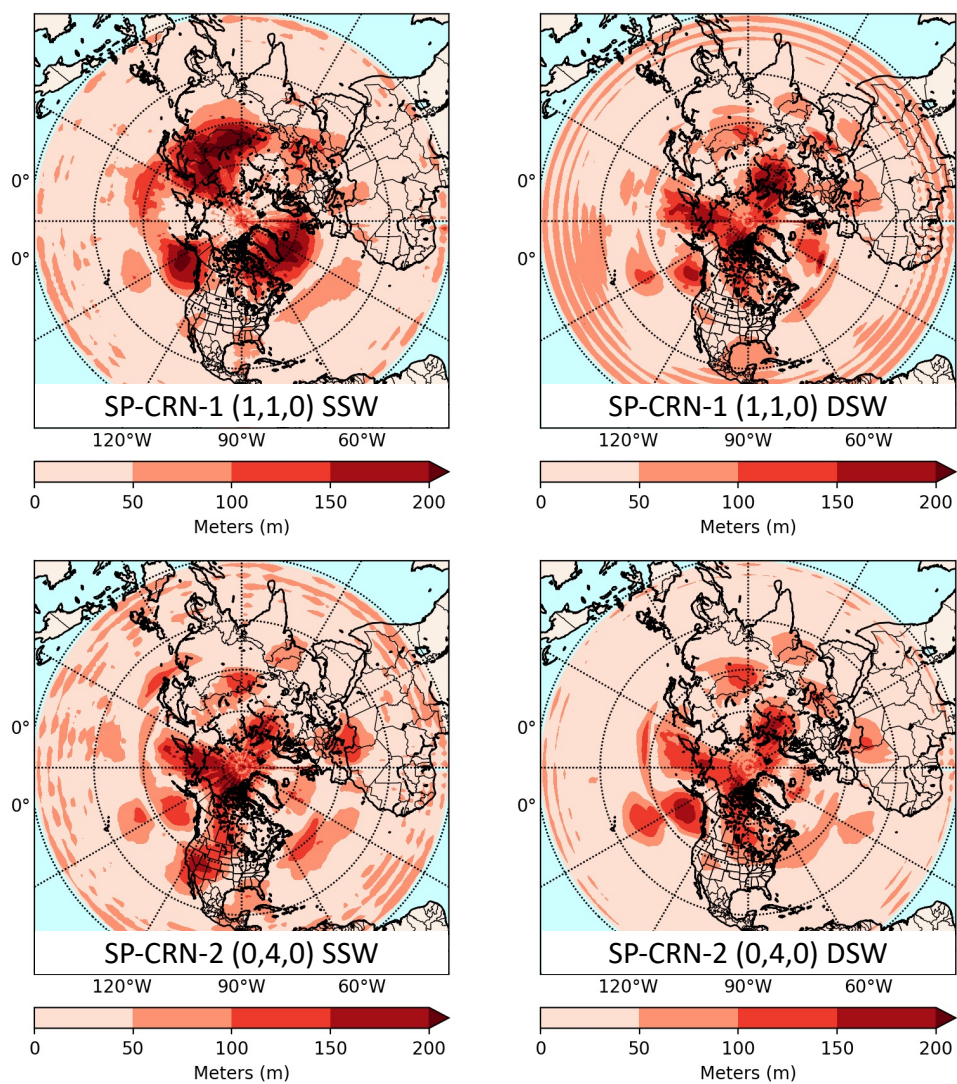 0°
0°
SP-CRN-1 (1,1,0) SSW
120°W 90°W 60°W
0 50 100 150 200
Meters (m)
0°
0°
SP-CRN-1 (1,1,0) DSW
120°W 90°W 60°W
0 50 100 150 200
Meters (m)
0°
0°
SP-CRN-2 (0,4,0) SSW
120°W 90°W 60°W
0 50 100 150 200
Meters (m)
0°
0°
SP-CRN-2 (0,4,0) DSW
120°W 90°W 60°W
0 50 100 150 200
Meters (m)